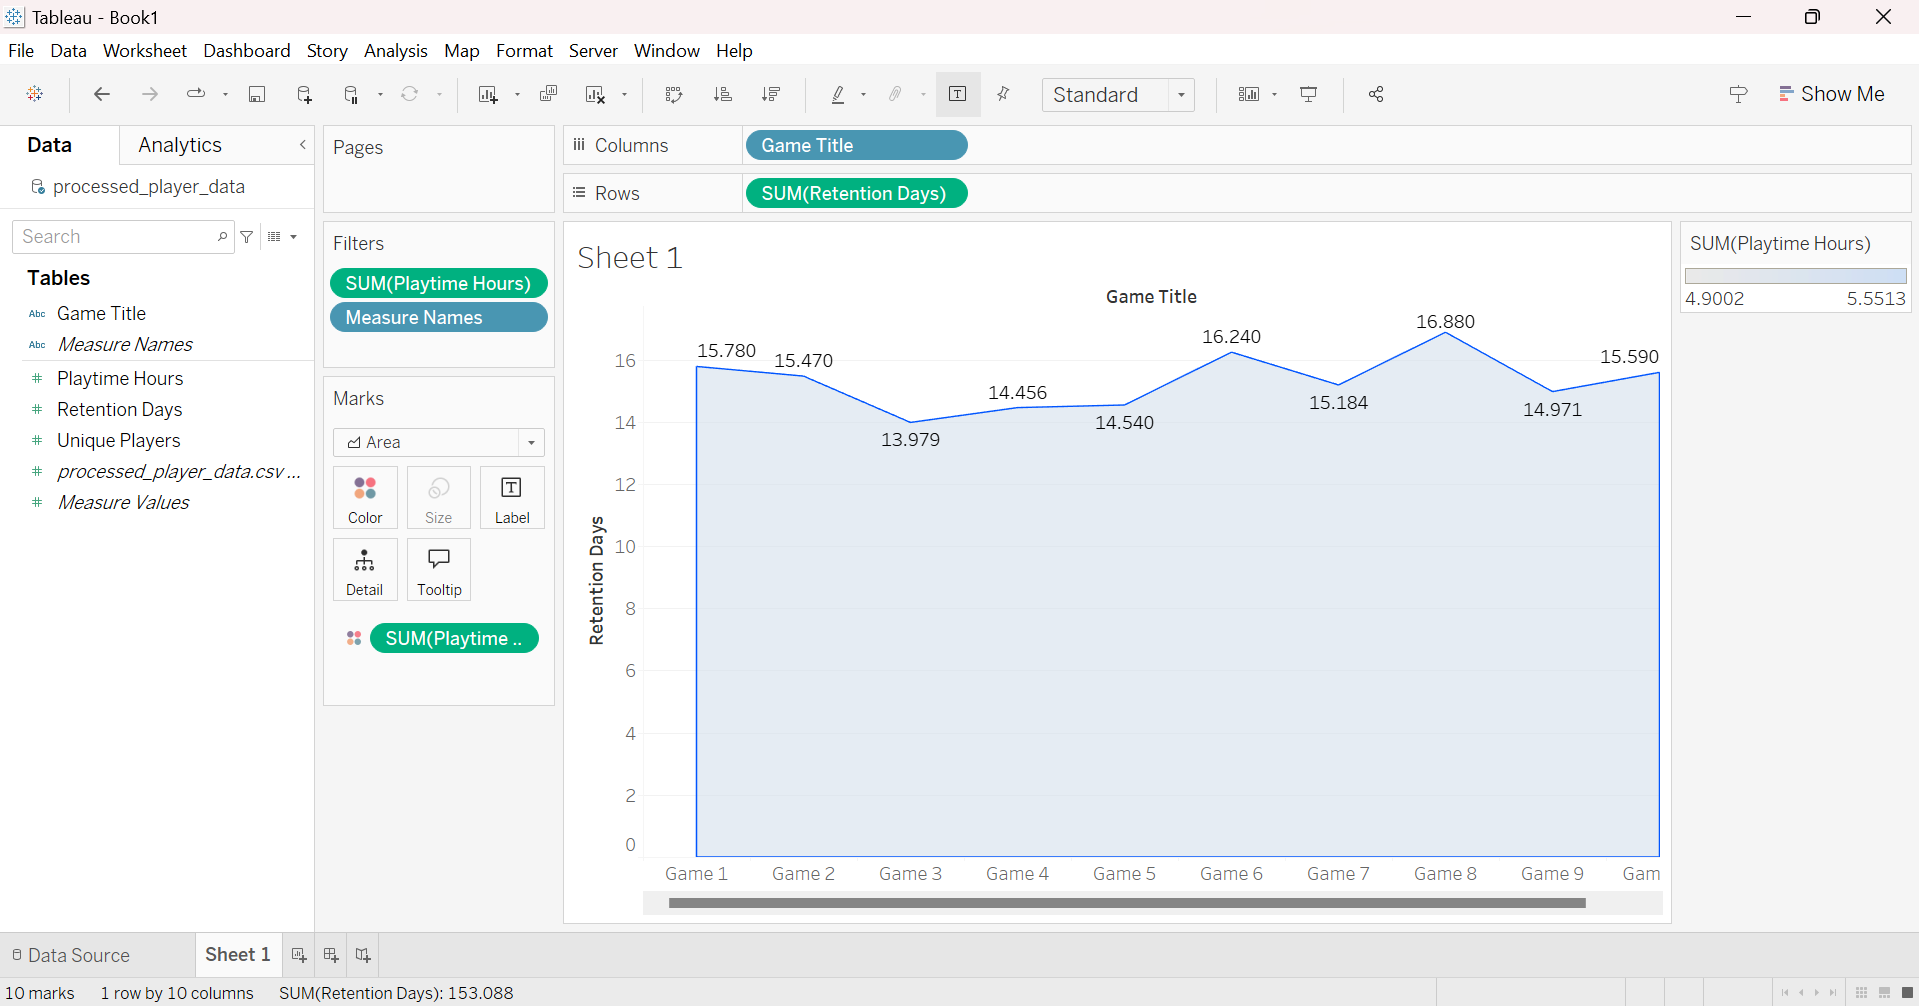 Tableau - Book1
File Data Worksheet Dashboard Story Analysis Map Format Server Window Help
Standard
Show Me
Data
Analytics
processed_player_data
Search
Tables
Abc Game Title
Abc Measure Names
# Playtime Hours
# Retention Days
# Unique Players
# processed_player_data.csv ...
# Measure Values
Pages
Filters
SUM(Playtime Hours)
Measure Names
Marks
Area
Color
Size
Label
Detail
Tooltip
SUM(Playtime ..
Columns
Game Title
Rows
SUM(Retention Days)
Sheet 1
Game Title
Retention Days
16
14
12
10
8
6
4
2
0
15.780
15.470
13.979
14.456
14.540
16.240
15.184
16.880
14.971
15.590
Game 1 Game 2 Game 3 Game 4 Game 5 Game 6 Game 7 Game 8 Game 9 Gam
SUM(Playtime Hours)
4.9002 5.5513
Data Source
Sheet 1
10 marks 1 row by 10 columns SUM(Retention Days): 153.088